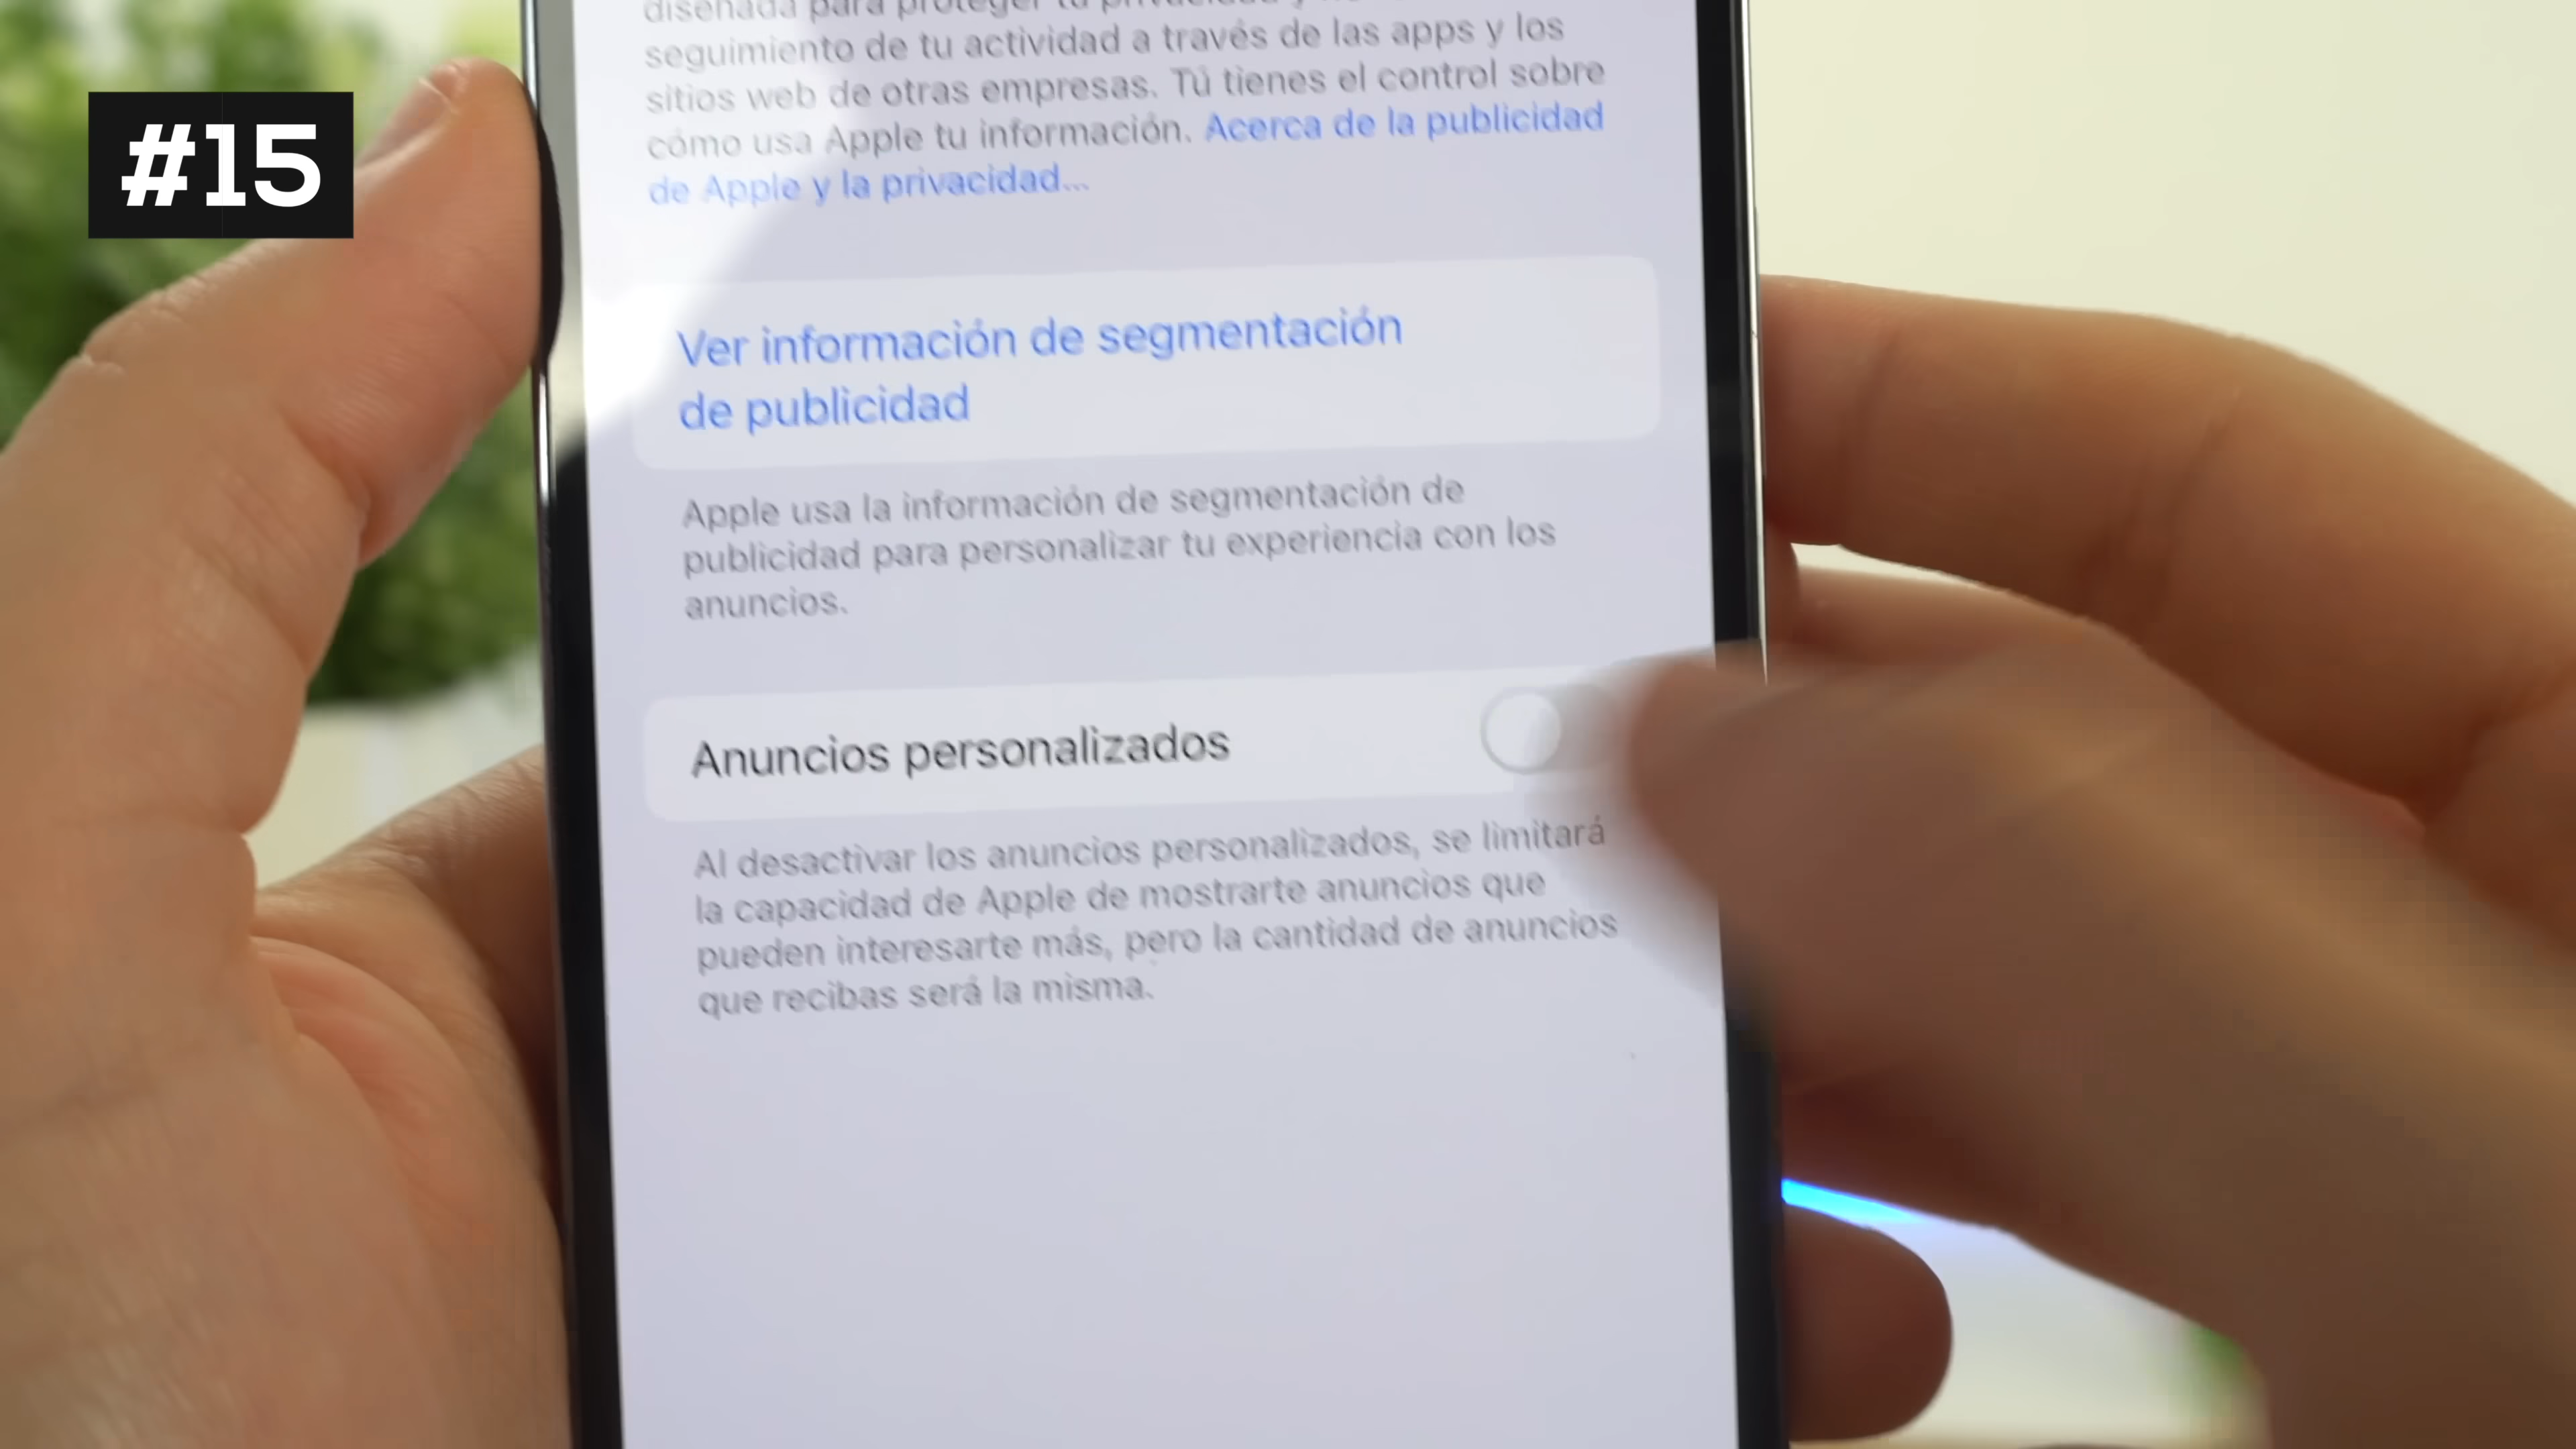 #15
diseñada para proteger tu privacidad y
seguimiento de tu actividad a través de las apps y los
sitios web de otras empresas. Tú tienes el control sobre
cómo usa Apple tu información. Acerca de la publicidad
de Apple y la privacidad...
Ver información de segmentación
de publicidad
Apple usa la información de segmentación de
publicidad para personalizar tu experiencia con los
anuncios.
Anuncios personalizados
Al desactivar los anuncios personalizados, se limitará
la capacidad de Apple de mostrarte anuncios que
pueden interesarte más, pero la cantidad de anuncios
que recibas será la misma.